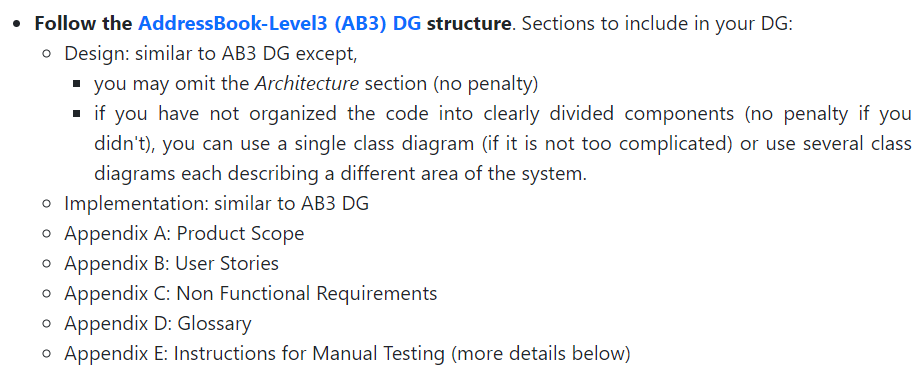 Follow the AddressBook-Level3 (AB3) DG structure. Sections to include in your DG:
Design: similar to AB3 DG except,
you may omit the Architecture section (no penalty)
if you have not organized the code into clearly divided components (no penalty if you
didn't), you can use a single class diagram (if it is not too complicated) or use several class
diagrams each describing a different area of the system.
Implementation: similar to AB3 DG
Appendix A: Product Scope
Appendix B: User Stories
Appendix C: Non Functional Requirements
Appendix D: Glossary
Appendix E: Instructions for Manual Testing (more details below)